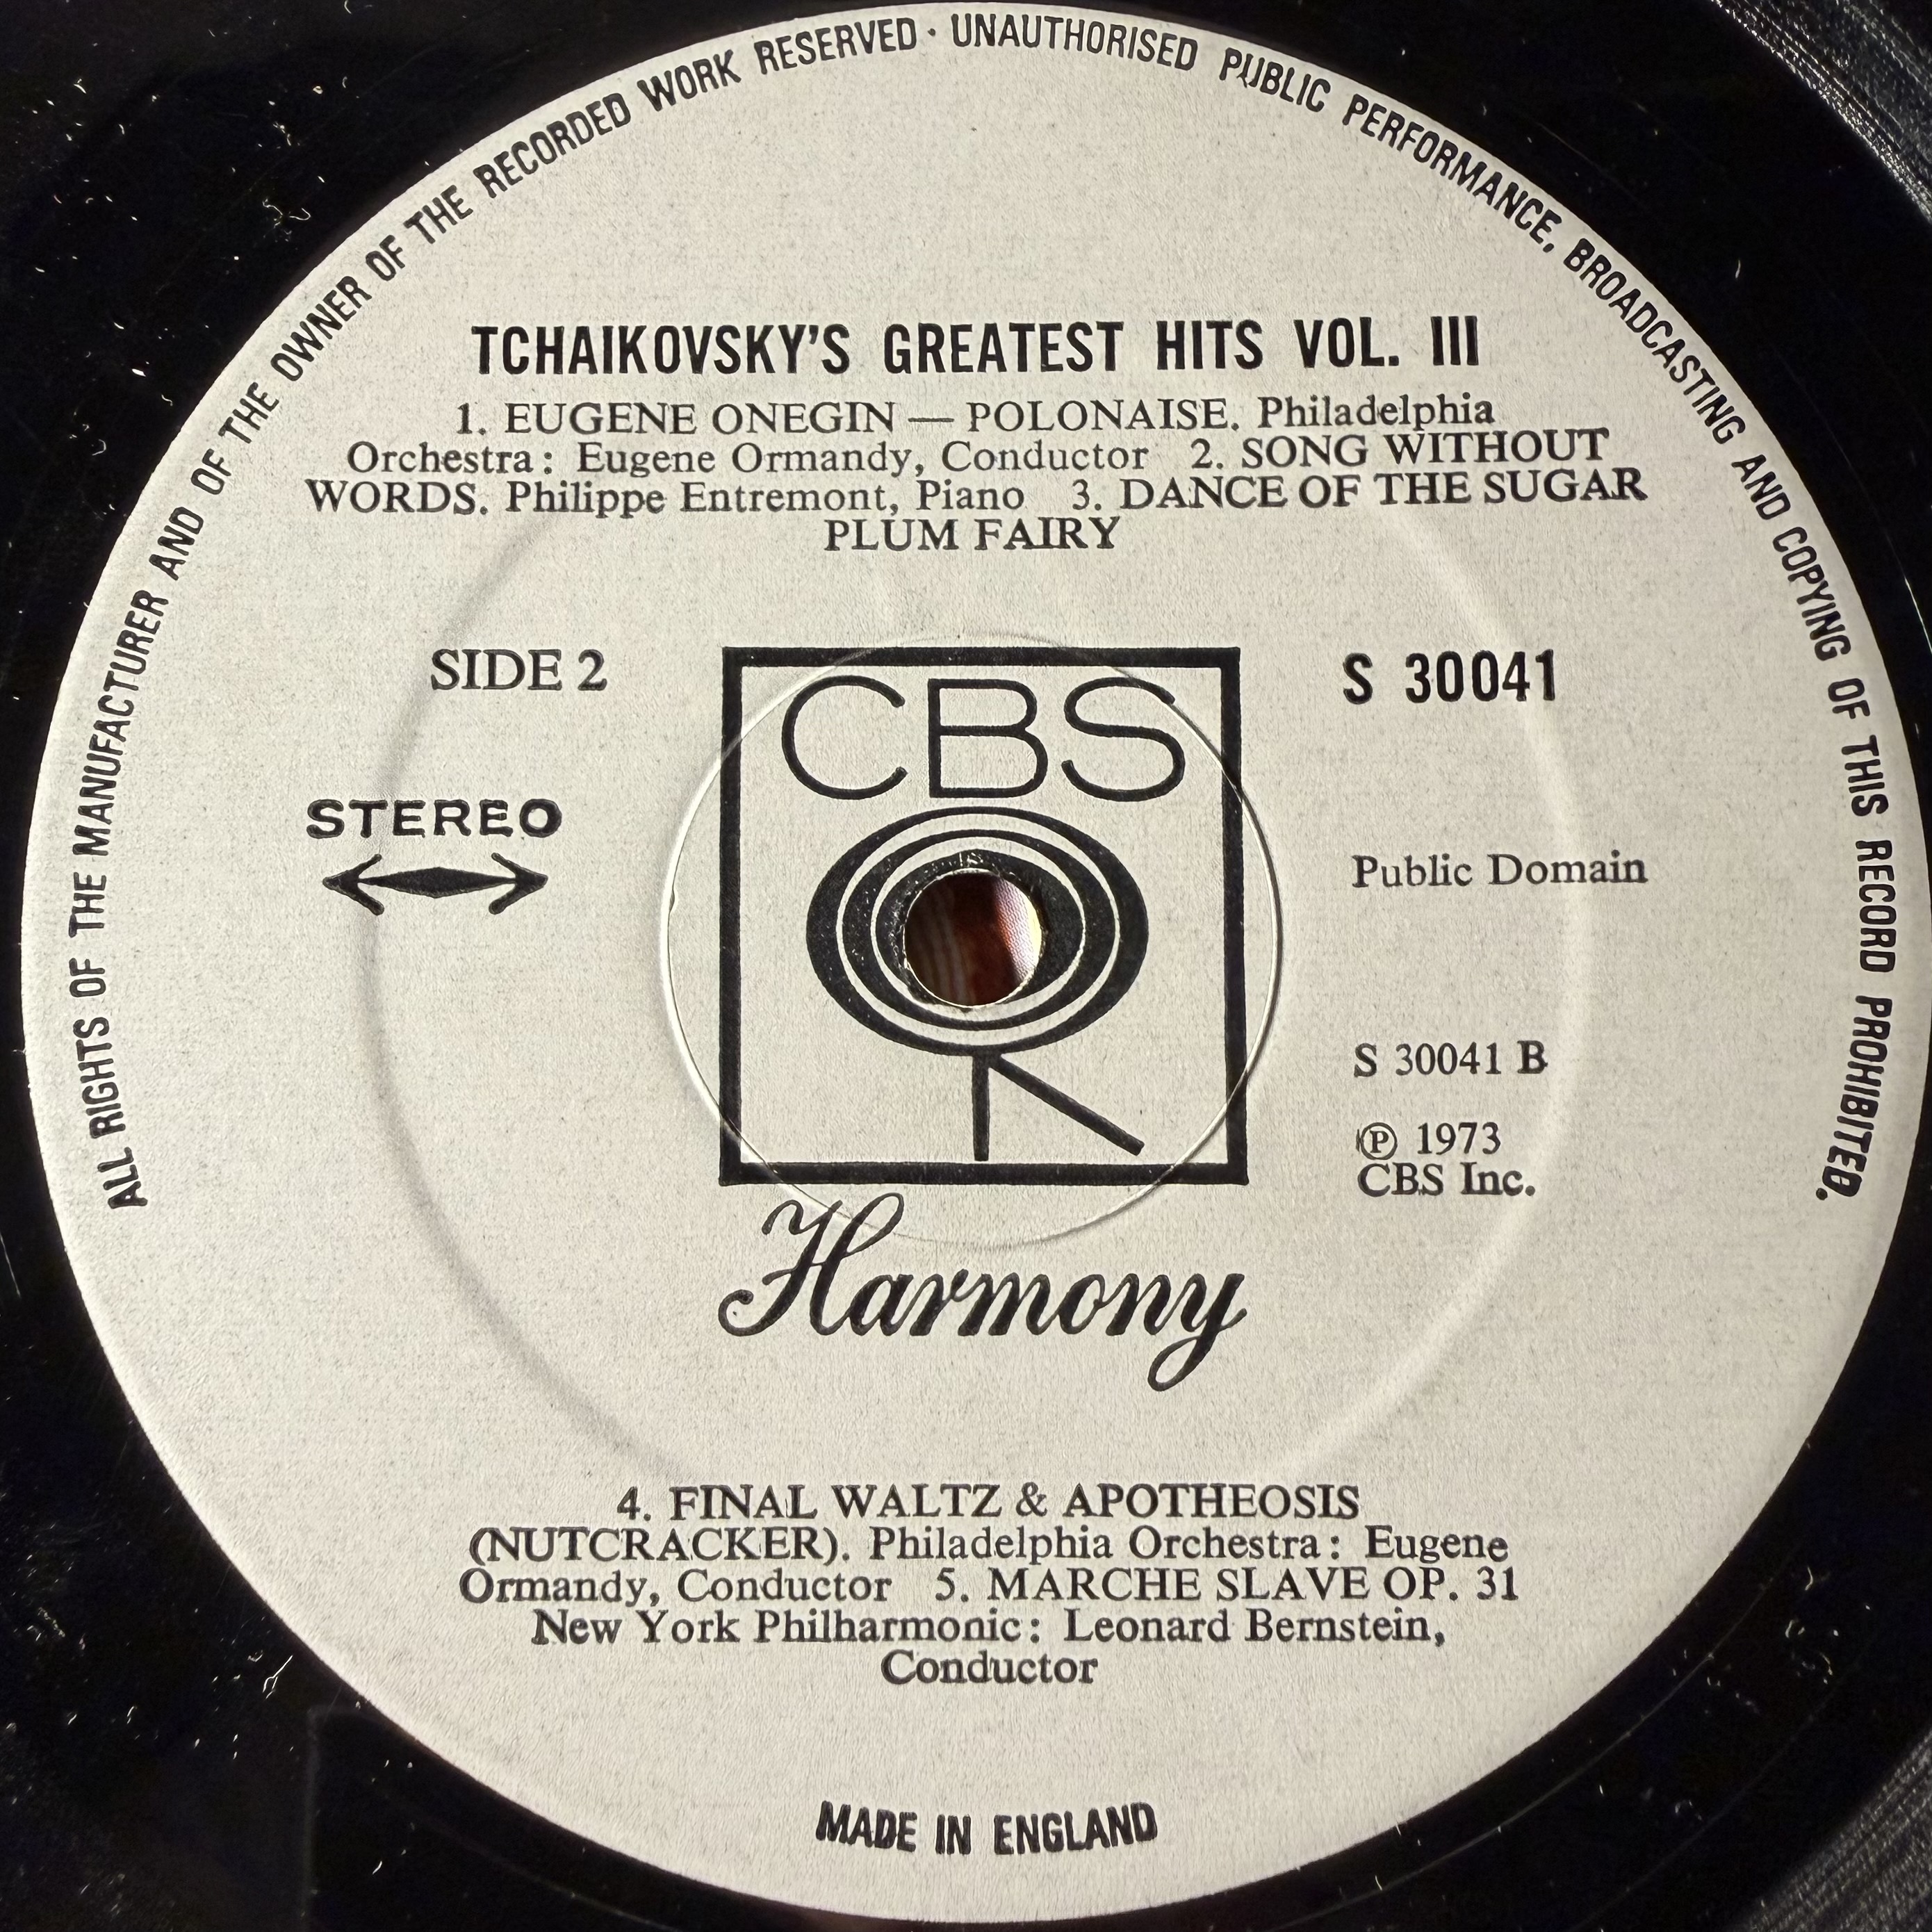 ALL RIGHTS OF THE MANUFACTURER AND OF THE OWNER OF THE RECORDED WORK RESERVED · UNAUTHORISED PUBLIC PERFORMANCE, BROADCASTING AND COPYING OF THIS RECORD PROHIBITED.
TCHAIKOVSKY'S GREATEST HITS VOL. III
1. EUGENE ONEGIN — POLONAISE. Philadelphia
Orchestra: Eugene Ormandy, Conductor 2. SONG WITHOUT
WORDS. Philippe Entremont, Piano 3. DANCE OF THE SUGAR
PLUM FAIRY
SIDE 2
S 30041
CBS
STEREO
Public Domain
S 30041 B
℗ 1973
CBS Inc.
Harmony
4. FINAL WALTZ & APOTHEOSIS
(NUTCRACKER). Philadelphia Orchestra: Eugene
Ormandy, Conductor 5. MARCHE SLAVE OP. 31
New York Philharmonic: Leonard Bernstein,
Conductor
MADE IN ENGLAND